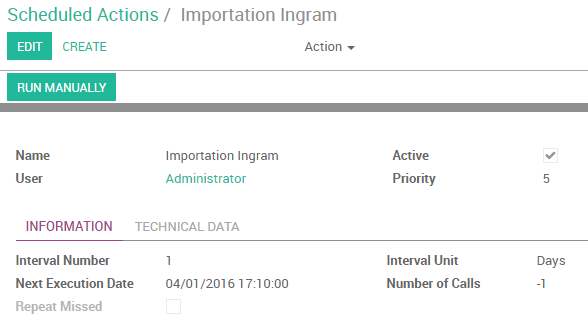 Scheduled Actions / Importation Ingram
EDIT CREATE Action
RUN MANUALLY
Name Importation Ingram Active
User Administrator Priority 5
INFORMATION TECHNICAL DATA
Interval Number 1 Interval Unit Days
Next Execution Date 04/01/2016 17:10:00 Number of Calls -1
Repeat Missed